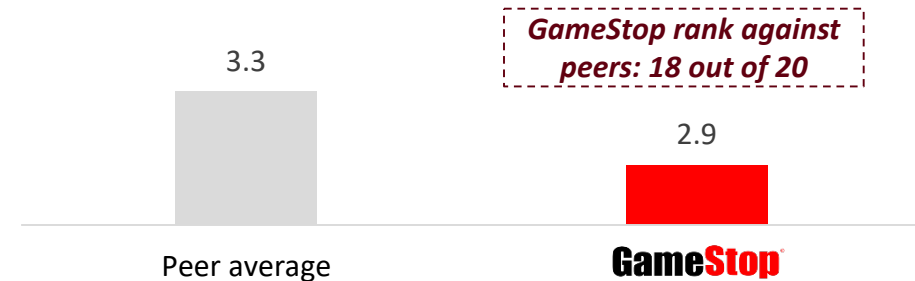 GameStop rank against
peers: 18 out of 20
3.3
2.9
Peer average
GameStop